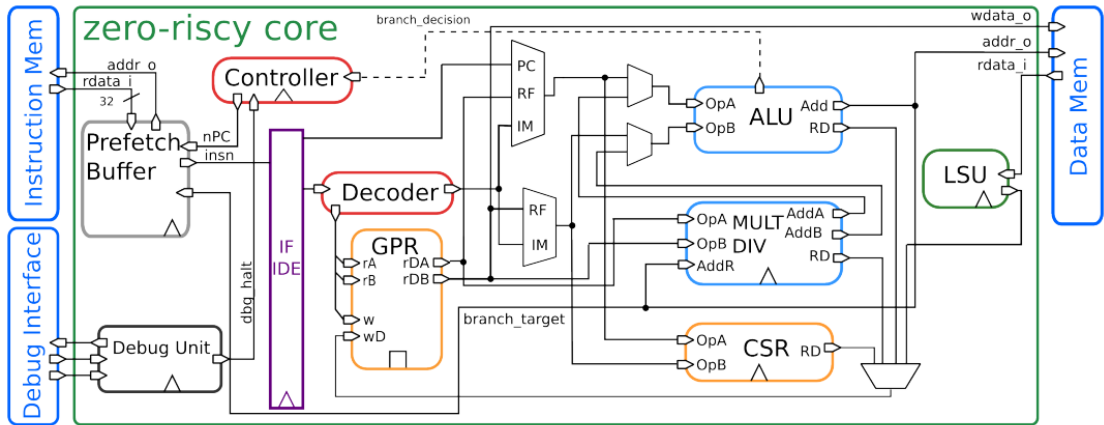 zero-riscy core
branch_decision
wdata_o
addr_o
rdata_i
Instruction Mem
addr_o
rdata_i
32
Controller
Prefetch
Buffer
nPC
insn
PC
RF
IM
OpA
OpB
ALU
Add
RD
Data Mem
LSU
Decoder
RF
IM
OpA
OpB
AddR
MULT
DIV
AddA
AddB
RD
GPR
rA
rB
w
wD
rDA
rDB
IF
IDE
dbg_halt
branch_target
Debug Interface
Debug Unit
OpA
OpB
CSR
RD